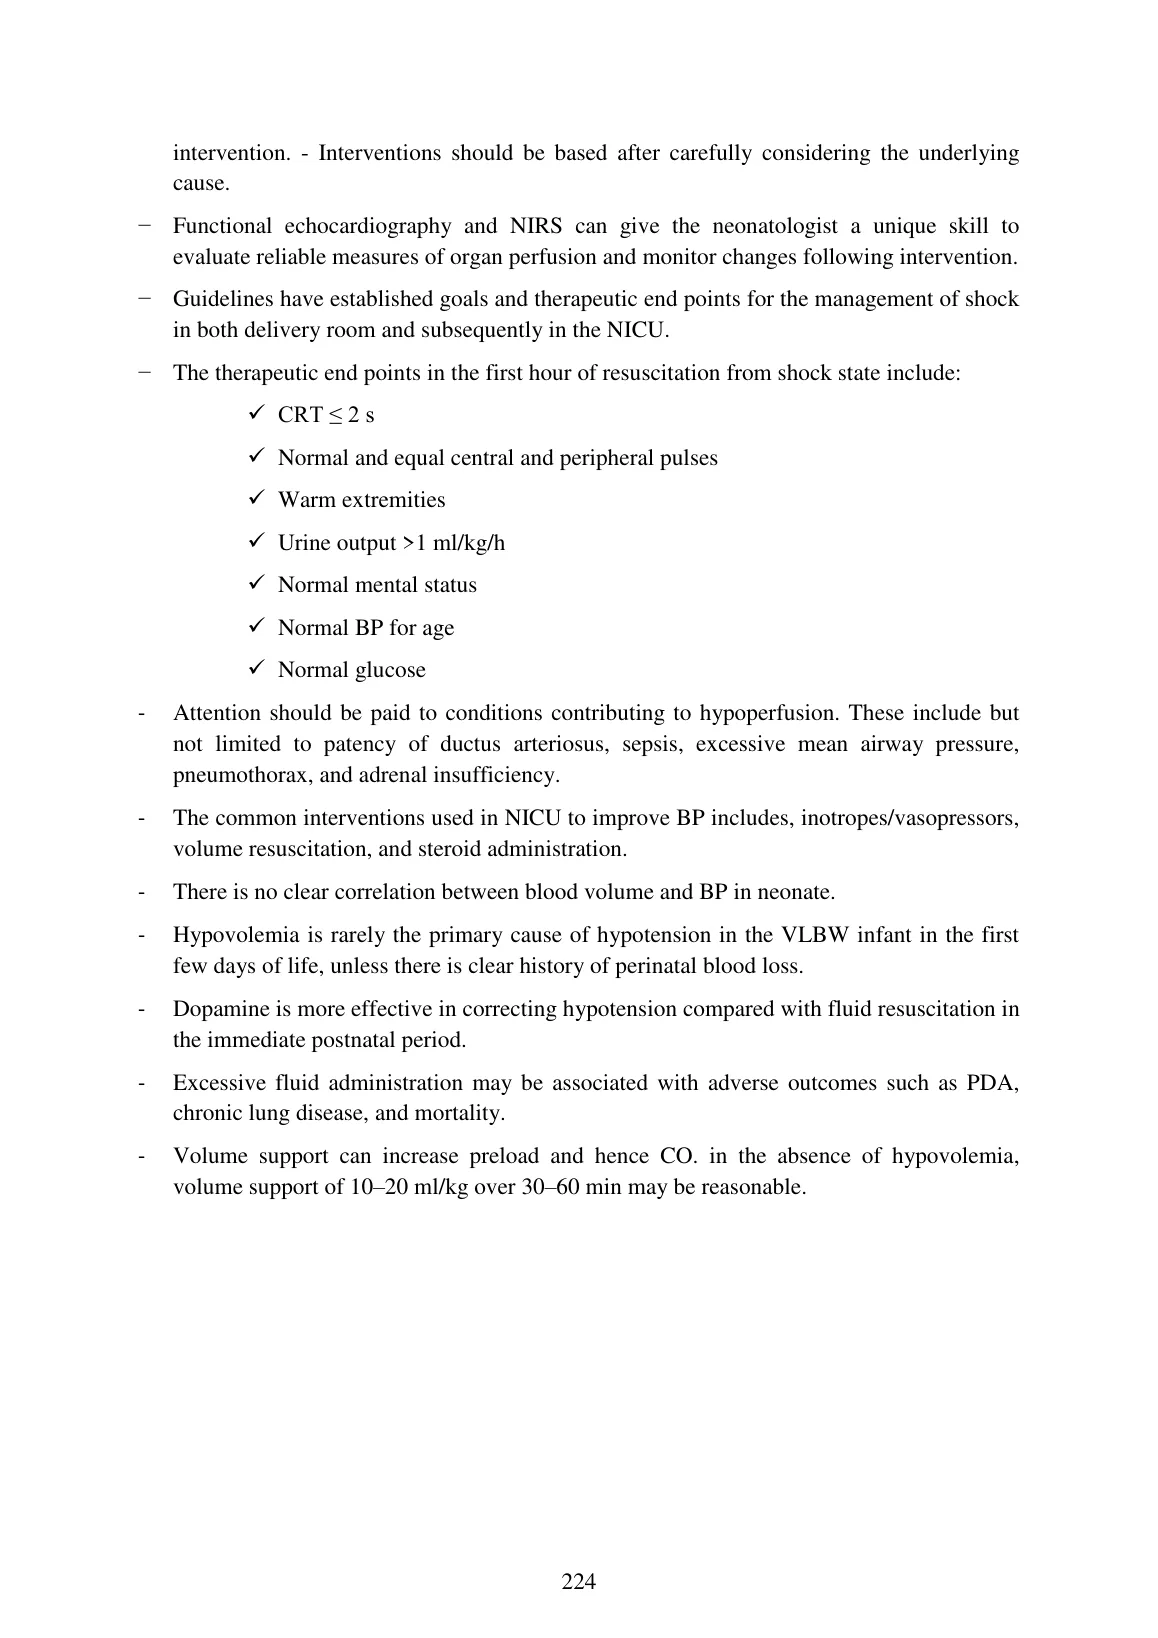 intervention. - Interventions should be based after carefully considering the underlying
cause.
− Functional echocardiography and NIRS can give the neonatologist a unique skill to
evaluate reliable measures of organ perfusion and monitor changes following intervention.
− Guidelines have established goals and therapeutic end points for the management of shock
in both delivery room and subsequently in the NICU.
− The therapeutic end points in the first hour of resuscitation from shock state include:
✓ CRT ≤ 2 s
✓ Normal and equal central and peripheral pulses
✓ Warm extremities
✓ Urine output >1 ml/kg/h
✓ Normal mental status
✓ Normal BP for age
✓ Normal glucose
- Attention should be paid to conditions contributing to hypoperfusion. These include but
not limited to patency of ductus arteriosus, sepsis, excessive mean airway pressure,
pneumothorax, and adrenal insufficiency.
- The common interventions used in NICU to improve BP includes, inotropes/vasopressors,
volume resuscitation, and steroid administration.
- There is no clear correlation between blood volume and BP in neonate.
- Hypovolemia is rarely the primary cause of hypotension in the VLBW infant in the first
few days of life, unless there is clear history of perinatal blood loss.
- Dopamine is more effective in correcting hypotension compared with fluid resuscitation in
the immediate postnatal period.
- Excessive fluid administration may be associated with adverse outcomes such as PDA,
chronic lung disease, and mortality.
- Volume support can increase preload and hence CO. in the absence of hypovolemia,
volume support of 10–20 ml/kg over 30–60 min may be reasonable.
224